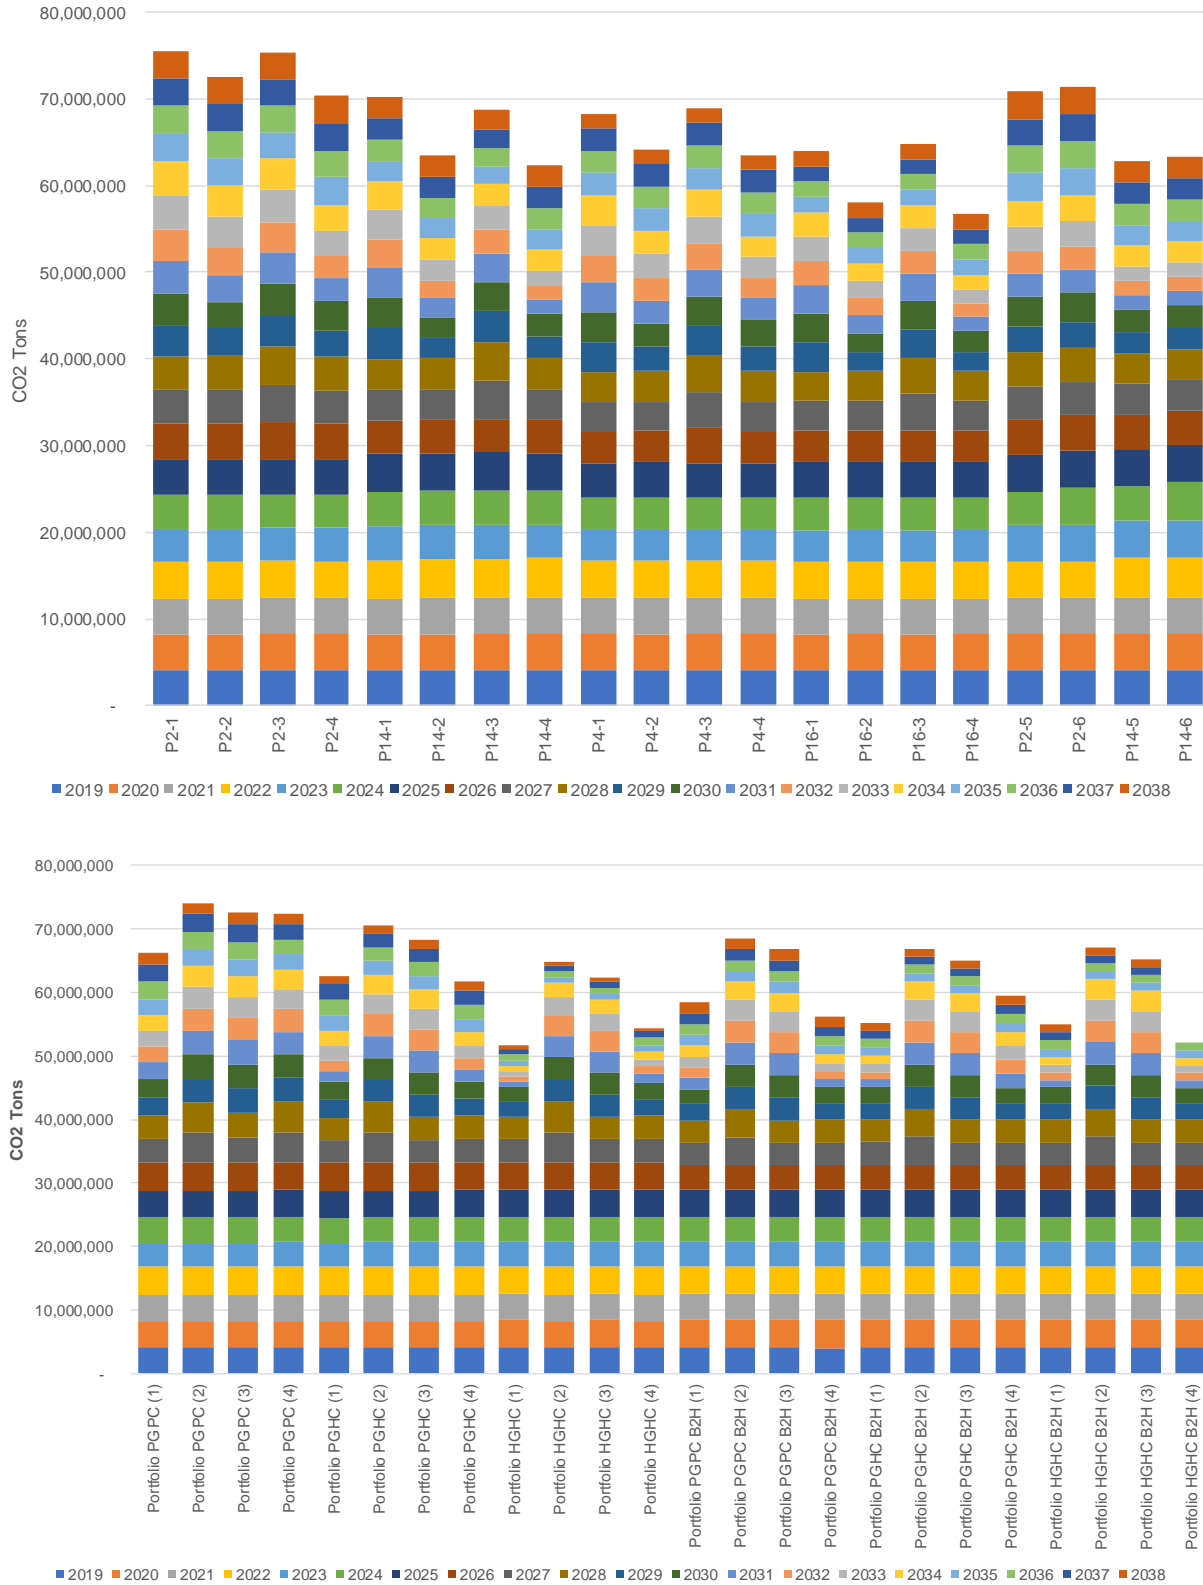 80,000,000
70,000,000
60,000,000
50,000,000
40,000,000
30,000,000
20,000,000
10,000,000
-
CO2 Tons
P2-1
P2-2
P2-3
P2-4
P14-1
P14-2
P14-3
P14-4
P4-1
P4-2
P4-3
P4-4
P16-1
P16-2
P16-3
P16-4
P2-5
P2-6
P14-5
P14-6
2019 2020 2021 2022 2023 2024 2025 2026 2027 2028 2029 2030 2031 2032 2033 2034 2035 2036 2037 2038
80,000,000
70,000,000
60,000,000
50,000,000
40,000,000
30,000,000
20,000,000
10,000,000
-
CO2 Tons
Portfolio PGPC (1)
Portfolio PGPC (2)
Portfolio PGPC (3)
Portfolio PGPC (4)
Portfolio PGHC (1)
Portfolio PGHC (2)
Portfolio PGHC (3)
Portfolio PGHC (4)
Portfolio HGHC (1)
Portfolio HGHC (2)
Portfolio HGHC (3)
Portfolio HGHC (4)
Portfolio PGPC B2H (1)
Portfolio PGPC B2H (2)
Portfolio PGPC B2H (3)
Portfolio PGPC B2H (4)
Portfolio PGHC B2H (1)
Portfolio PGHC B2H (2)
Portfolio PGHC B2H (3)
Portfolio PGHC B2H (4)
Portfolio HGHC B2H (1)
Portfolio HGHC B2H (2)
Portfolio HGHC B2H (3)
Portfolio HGHC B2H (4)
2019 2020 2021 2022 2023 2024 2025 2026 2027 2028 2029 2030 2031 2032 2033 2034 2035 2036 2037 2038